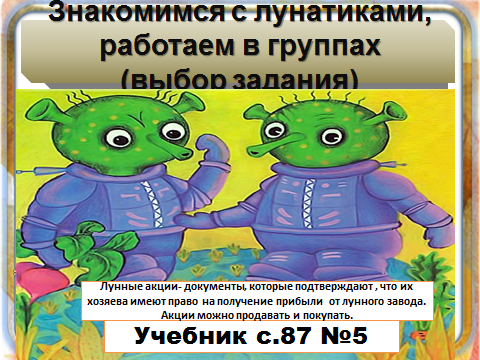 Знакомимся с лунатиками,
работаем в группах
(выбор задания)
Лунные акции- документы, которые подтверждают , что их
хозяева имеют право на получение прибыли от лунного завода.
Акции можно продавать и покупать.
Учебник с.87 №5